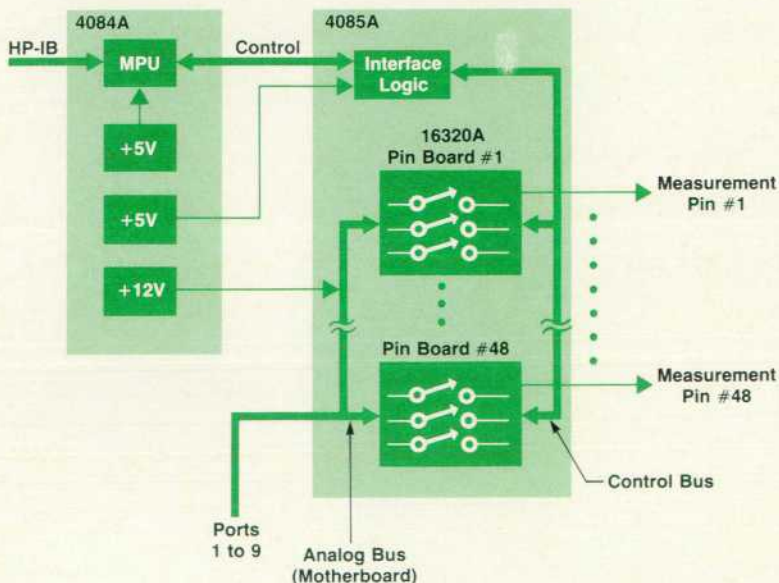 4084A
4085A
HP-IB
MPU
Control
Interface
Logic
+5V
16320A
Pin Board #1
Measurement
Pin #1
+5V
+12V
Pin Board #48
Measurement
Pin #48
Control Bus
Ports
1 to 9
Analog Bus
(Motherboard)